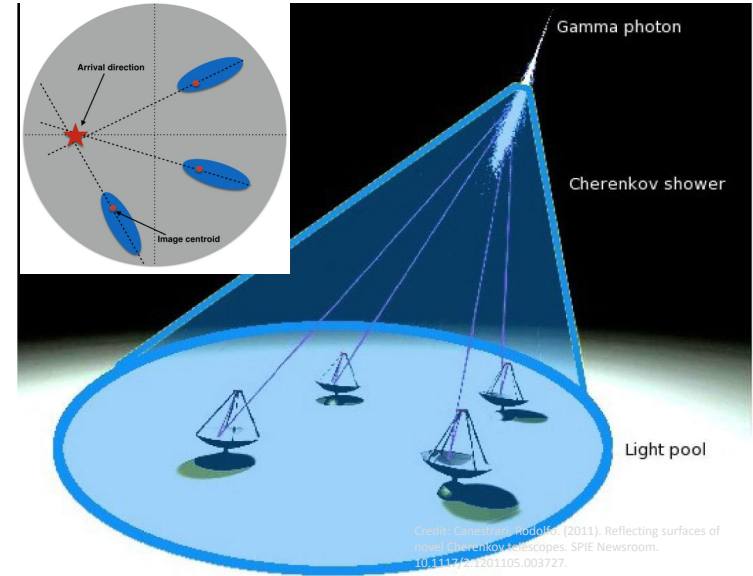 Arrival direction
Image centroid
Gamma photon
Cherenkov shower
Light pool
Credit: Canestrari, Rodolfo. (2011). Reflecting surfaces of
novel Cherenkov telescopes. SPIE Newsroom.
10.1117/2.1201105.003727.